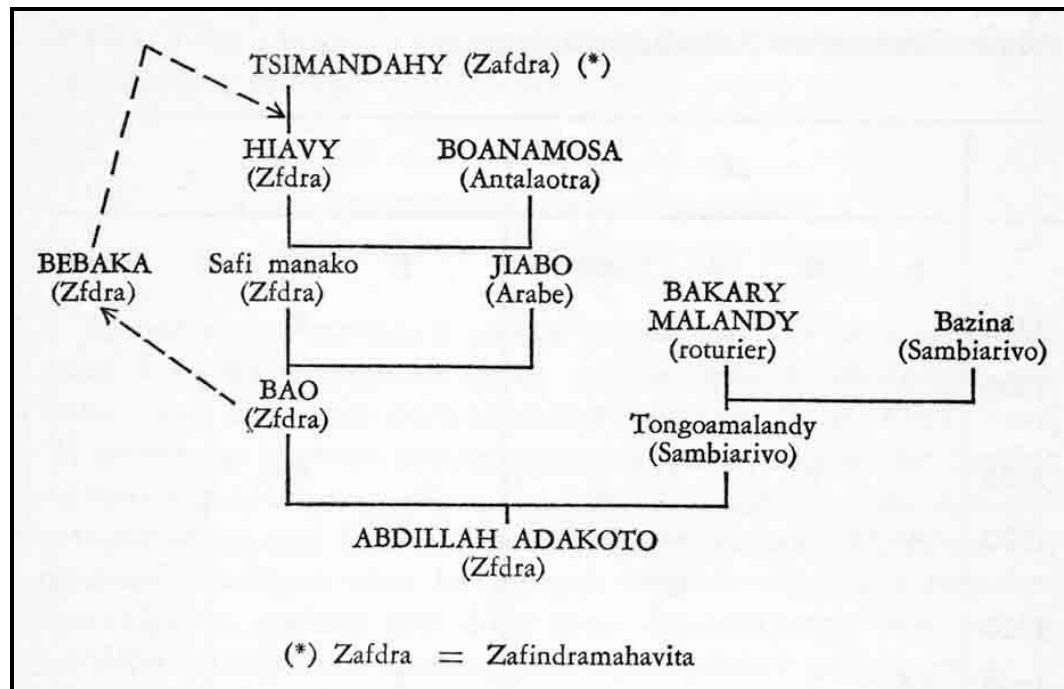 TSIMANDAHY (Zafdra) (*)
HIAVY
(Zfdra)
BOANAMOSA
(Antalaotra)
BEBAKA
(Zfdra)
Safi manako
(Zfdra)
JIABO
(Arabe)
BAKARY
MALANDY
(roturier)
Bazina
(Sambiarivo)
BAO
(Zfdra)
Tongoamalandy
(Sambiarivo)
ABDILLAH ADAKOTO
(Zfdra)
(*) Zafdra = Zafindramahavita